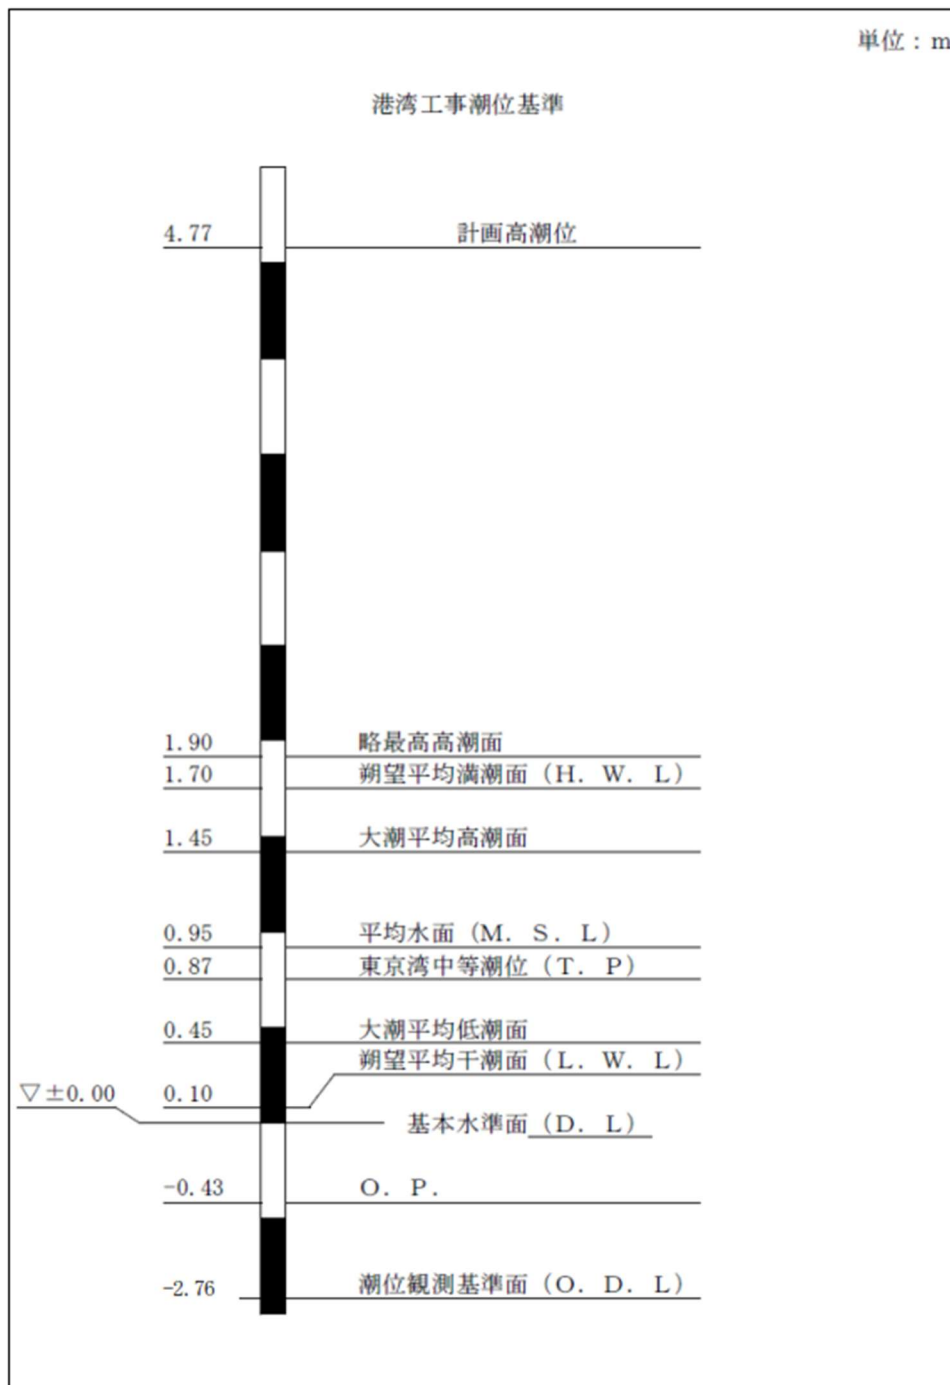 単位：m
港湾工事潮位基準
4.77 計画高潮位
1.90 略最高高潮面
1.70 朔望平均満潮面（H．W．L）
1.45 大潮平均高潮面
0.95 平均水面（M．S．L）
0.87 東京湾中等潮位（T．P）
0.45 大潮平均低潮面
朔望平均干潮面（L．W．L）
▽±0.00 0.10
基本水準面（D．L）
-0.43 O．P．
-2.76 潮位観測基準面（O．D．L）